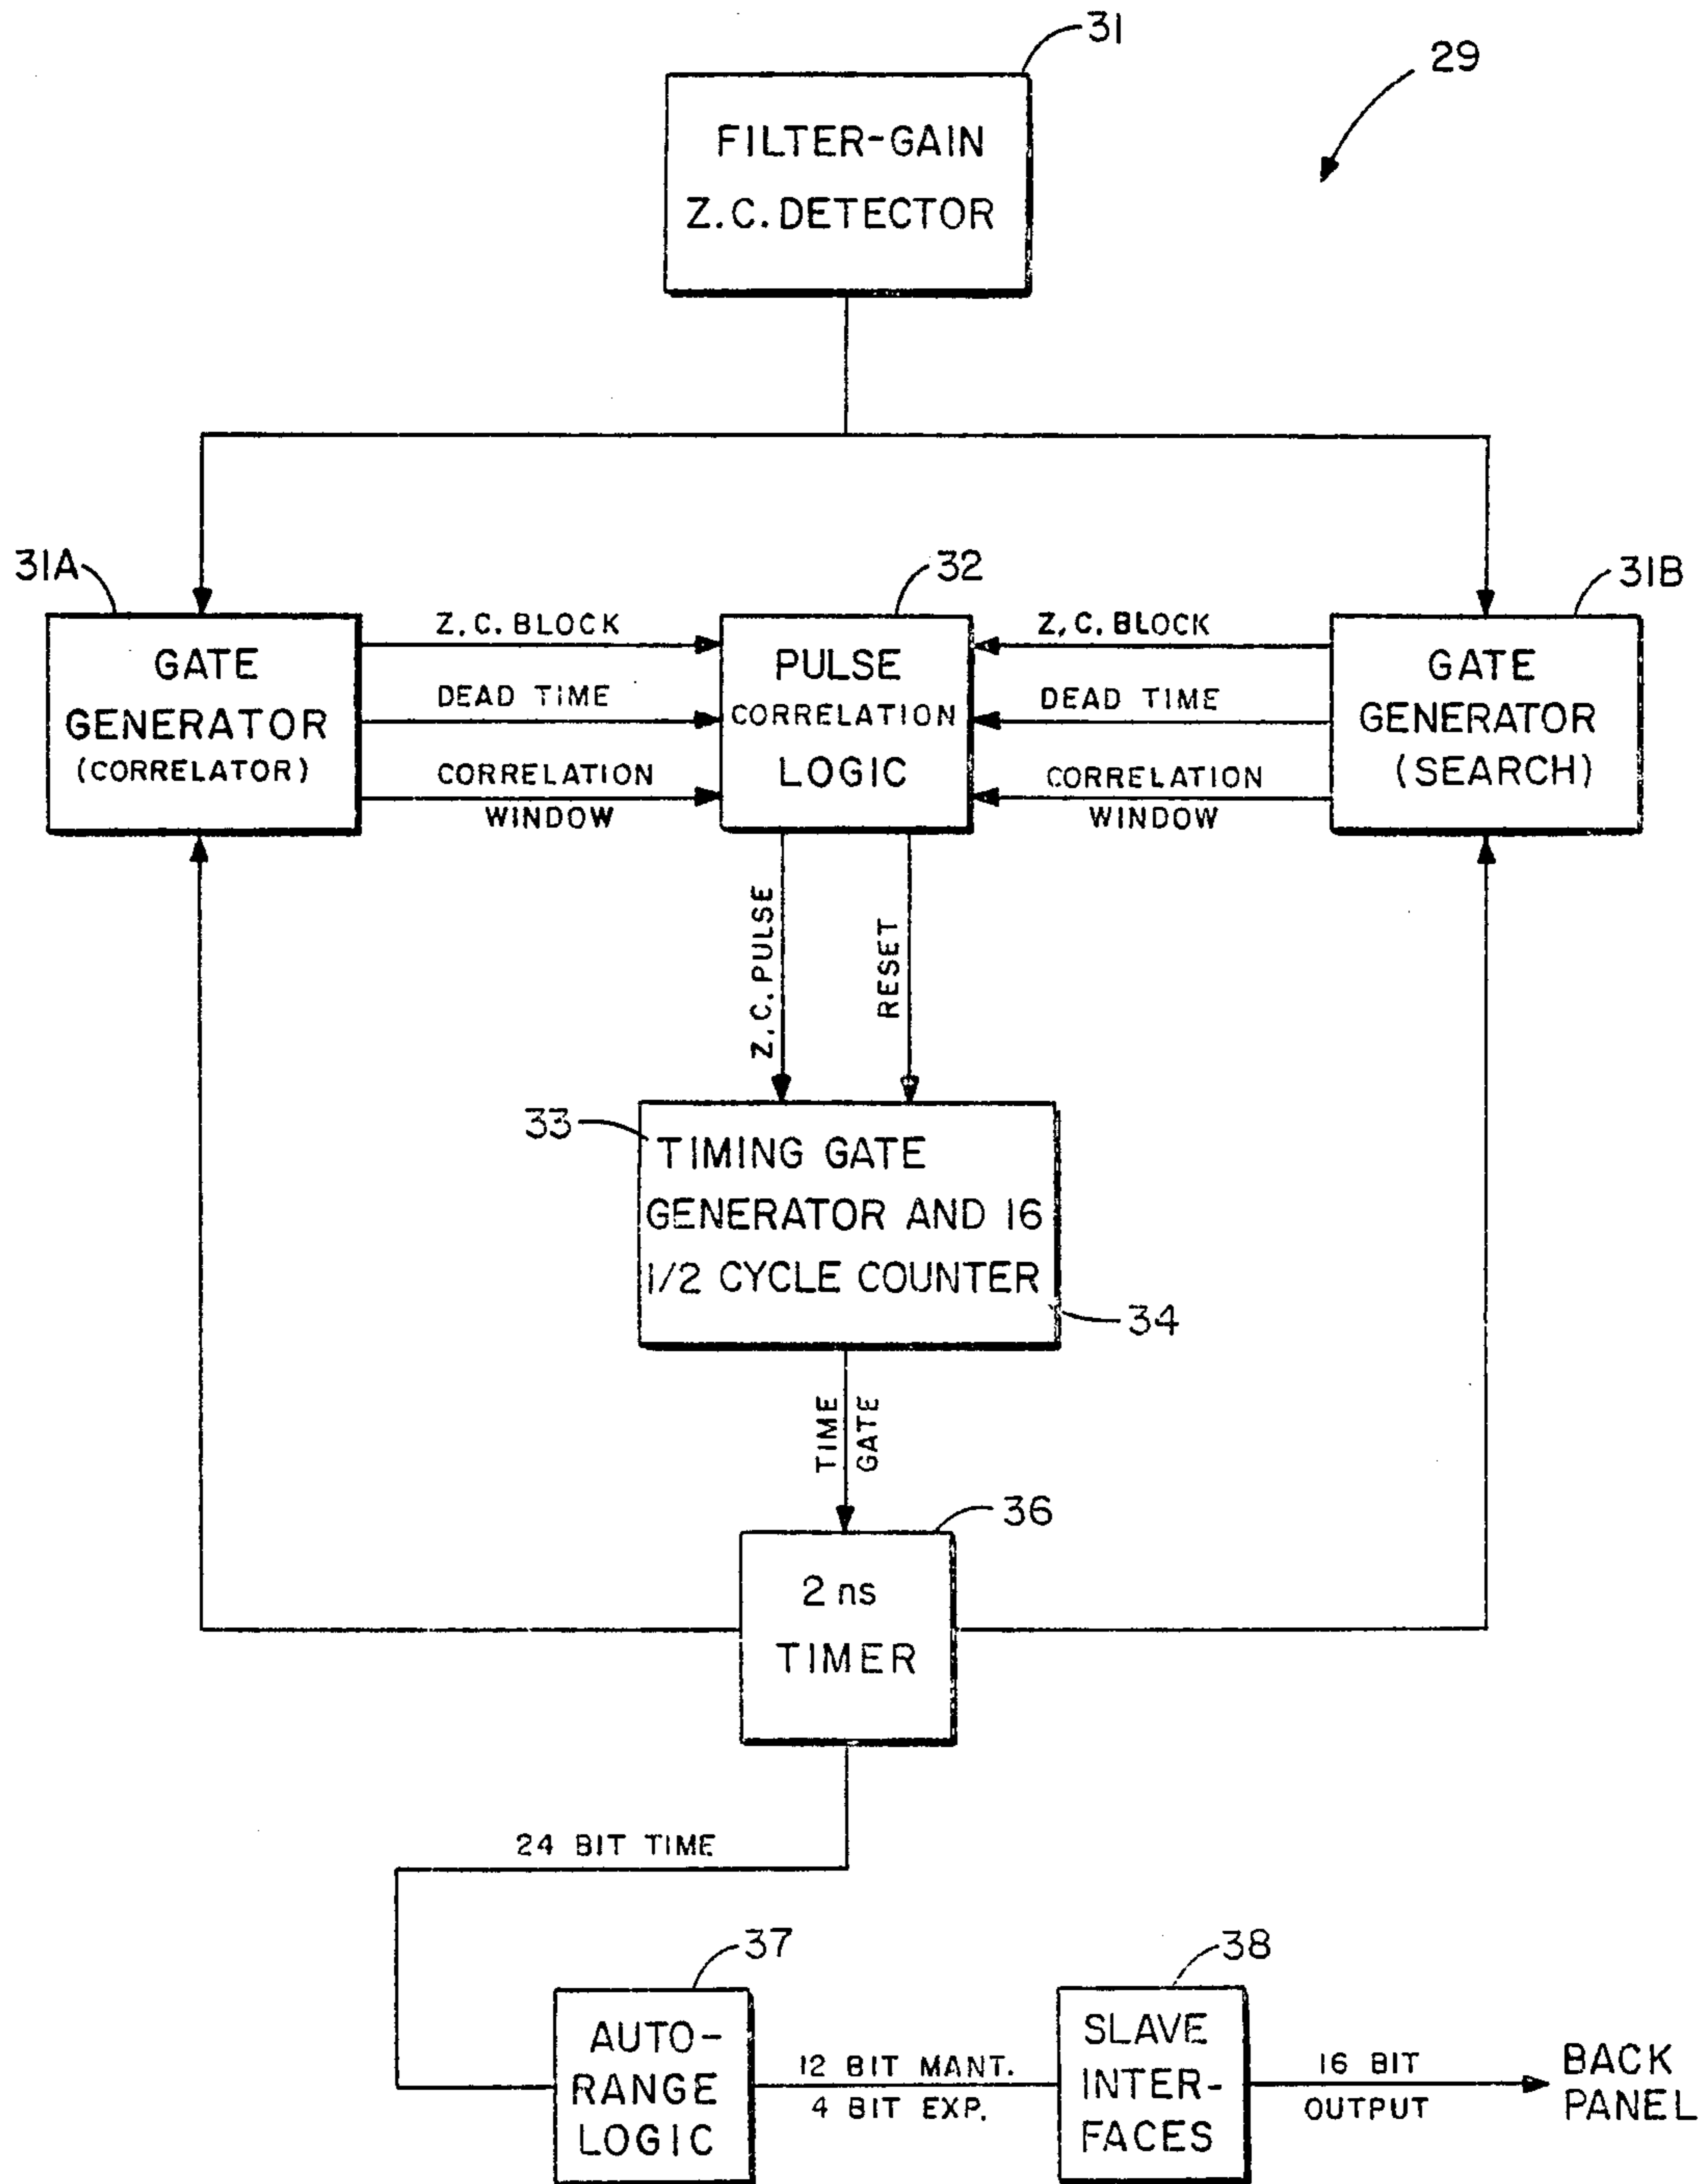 31
29
FILTER-GAIN
Z.C. DETECTOR
31A
32
31B
GATE
GENERATOR
(CORRELATOR)
Z.C. BLOCK
DEAD TIME
CORRELATION
WINDOW
PULSE
CORRELATION
LOGIC
Z.C. BLOCK
DEAD TIME
CORRELATION
WINDOW
GATE
GENERATOR
(SEARCH)
Z.C. PULSE
RESET
33
TIMING GATE
GENERATOR AND 16
1/2 CYCLE COUNTER
34
TIME
GATE
36
2 ns
TIMER
24 BIT TIME
37
38
AUTO-
RANGE
LOGIC
12 BIT MANT.
4 BIT EXP.
SLAVE
INTER-
FACES
16 BIT
OUTPUT
BACK
PANEL